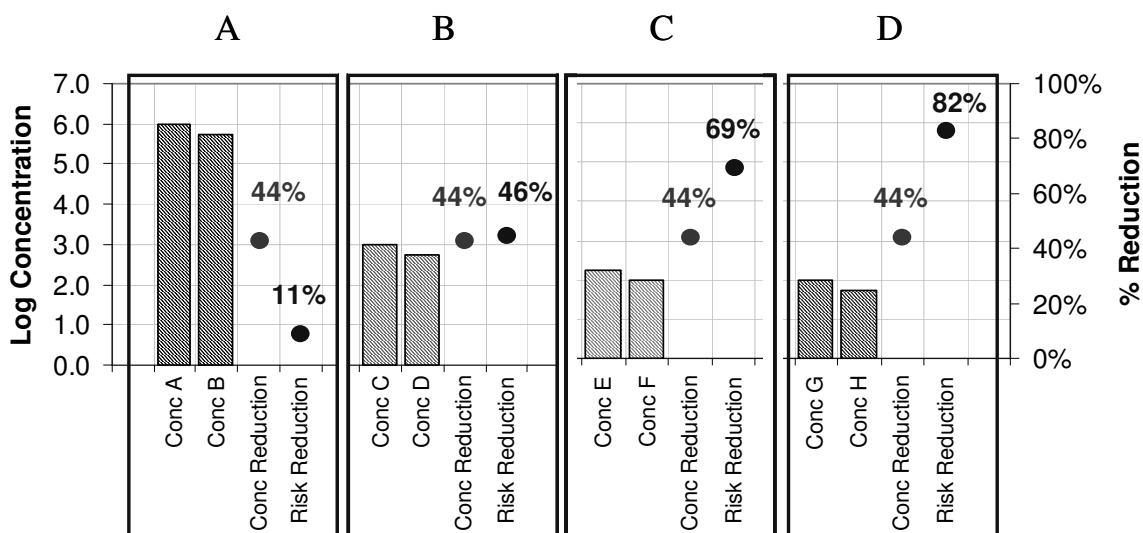 A
B
C
D
Log Concentration
7.0
6.0
5.0
4.0
3.0
2.0
1.0
0.0
44%
11%
44%
46%
44%
69%
44%
82%
100%
80%
60%
40%
20%
0%
% Reduction
Conc A
Conc B
Conc Reduction
Risk Reduction
Conc C
Conc D
Conc Reduction
Risk Reduction
Conc E
Conc F
Conc Reduction
Risk Reduction
Conc G
Conc H
Conc Reduction
Risk Reduction